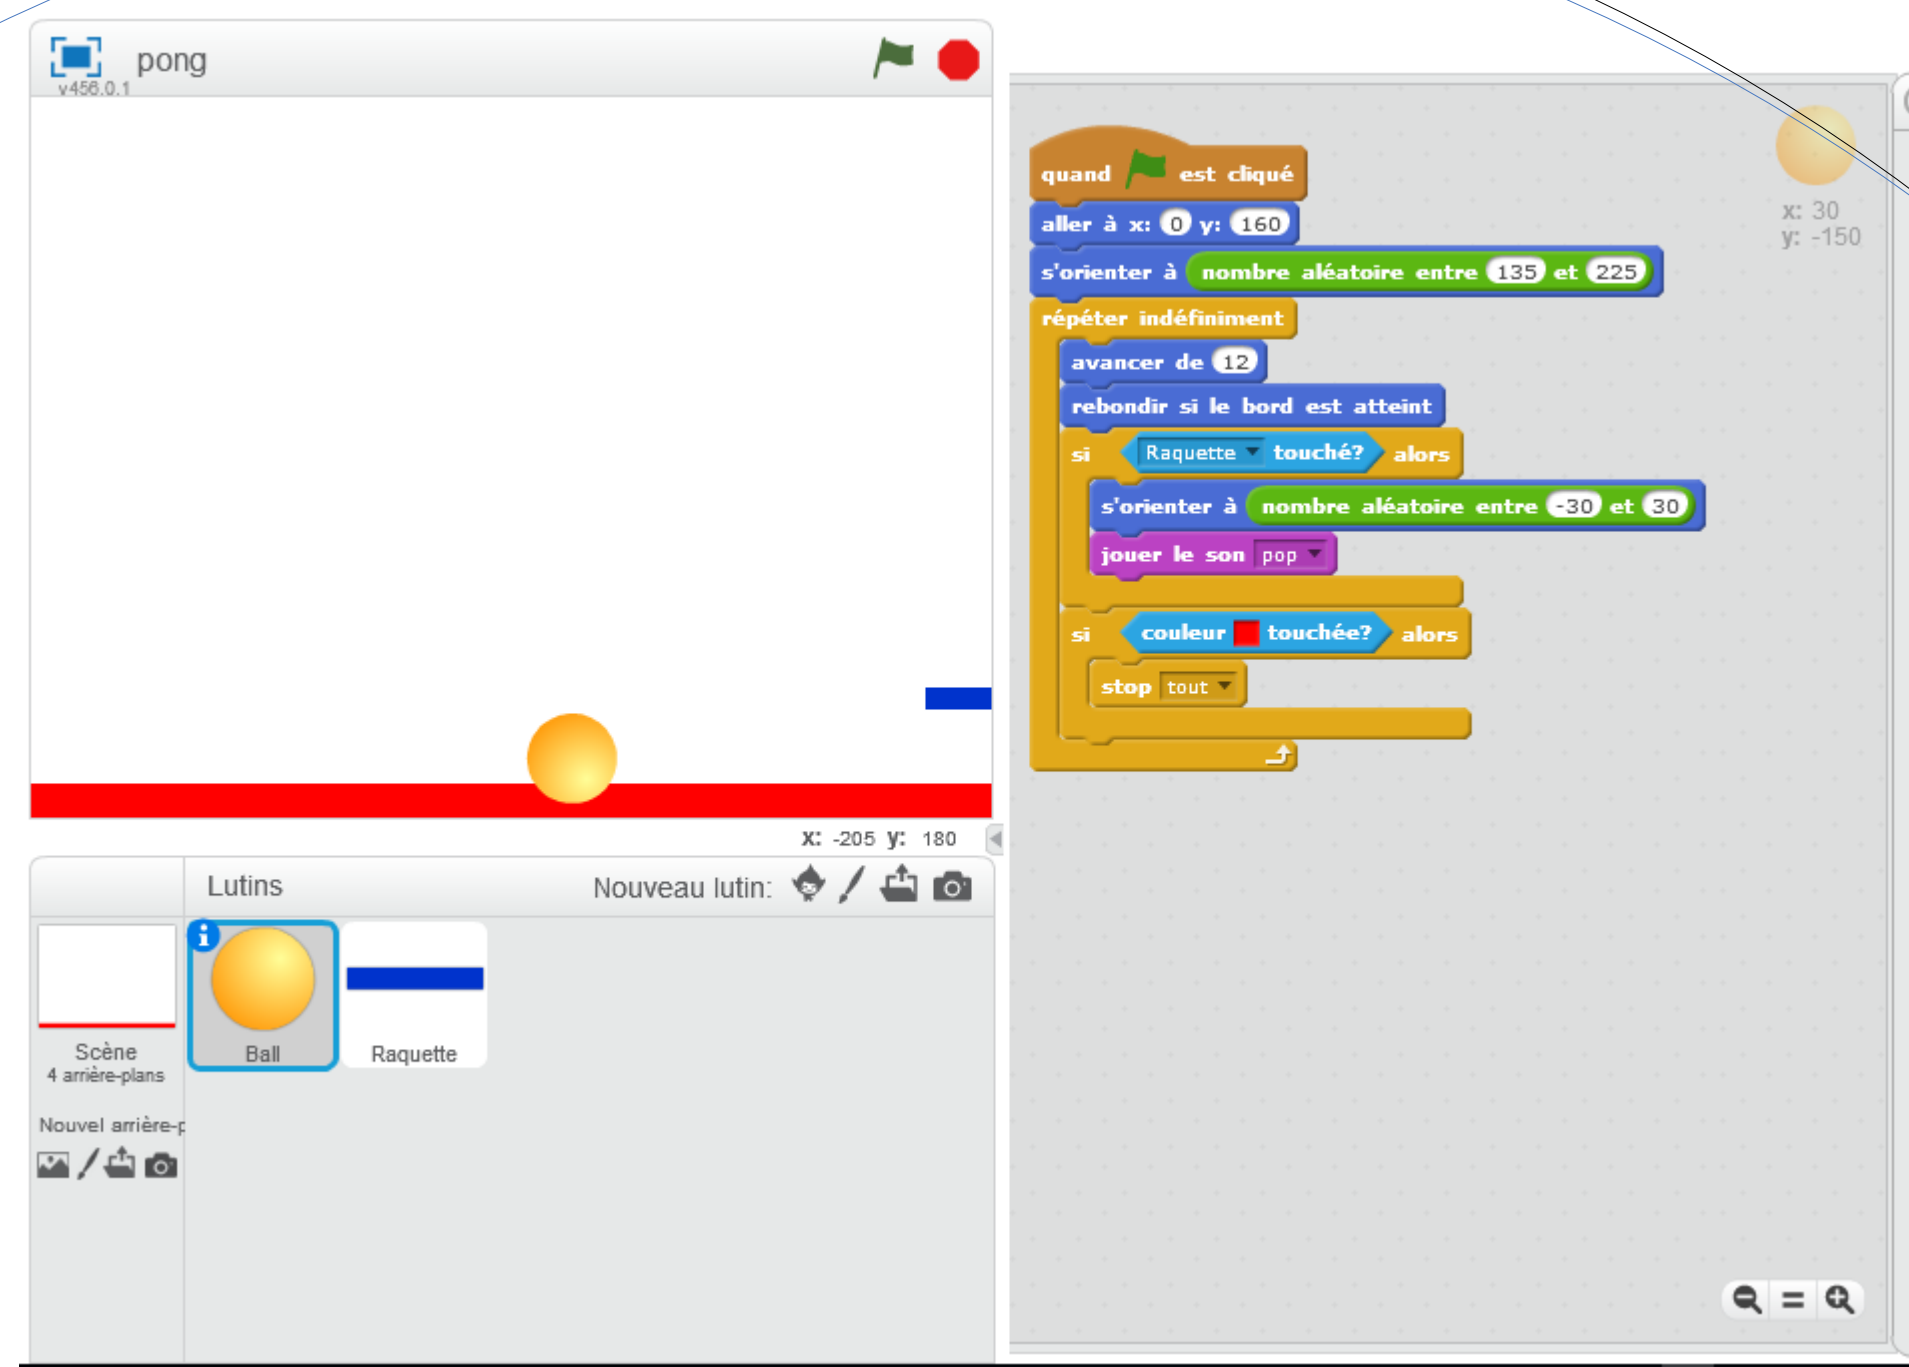 pong
v456.0.1
x: -205 y: 180
Lutins
Nouveau lutin:
Scène
4 arrière-plans
Nouvel arrière-p
Ball
Raquette
quand est cliqué
aller à x: 0 y: 160
s'orienter à nombre aléatoire entre 135 et 225
répéter indéfiniment
avancer de 12
rebondir si le bord est atteint
si Raquette touché? alors
s'orienter à nombre aléatoire entre -30 et 30
jouer le son pop
si couleur touchée? alors
stop tout
x: 30
y: -150